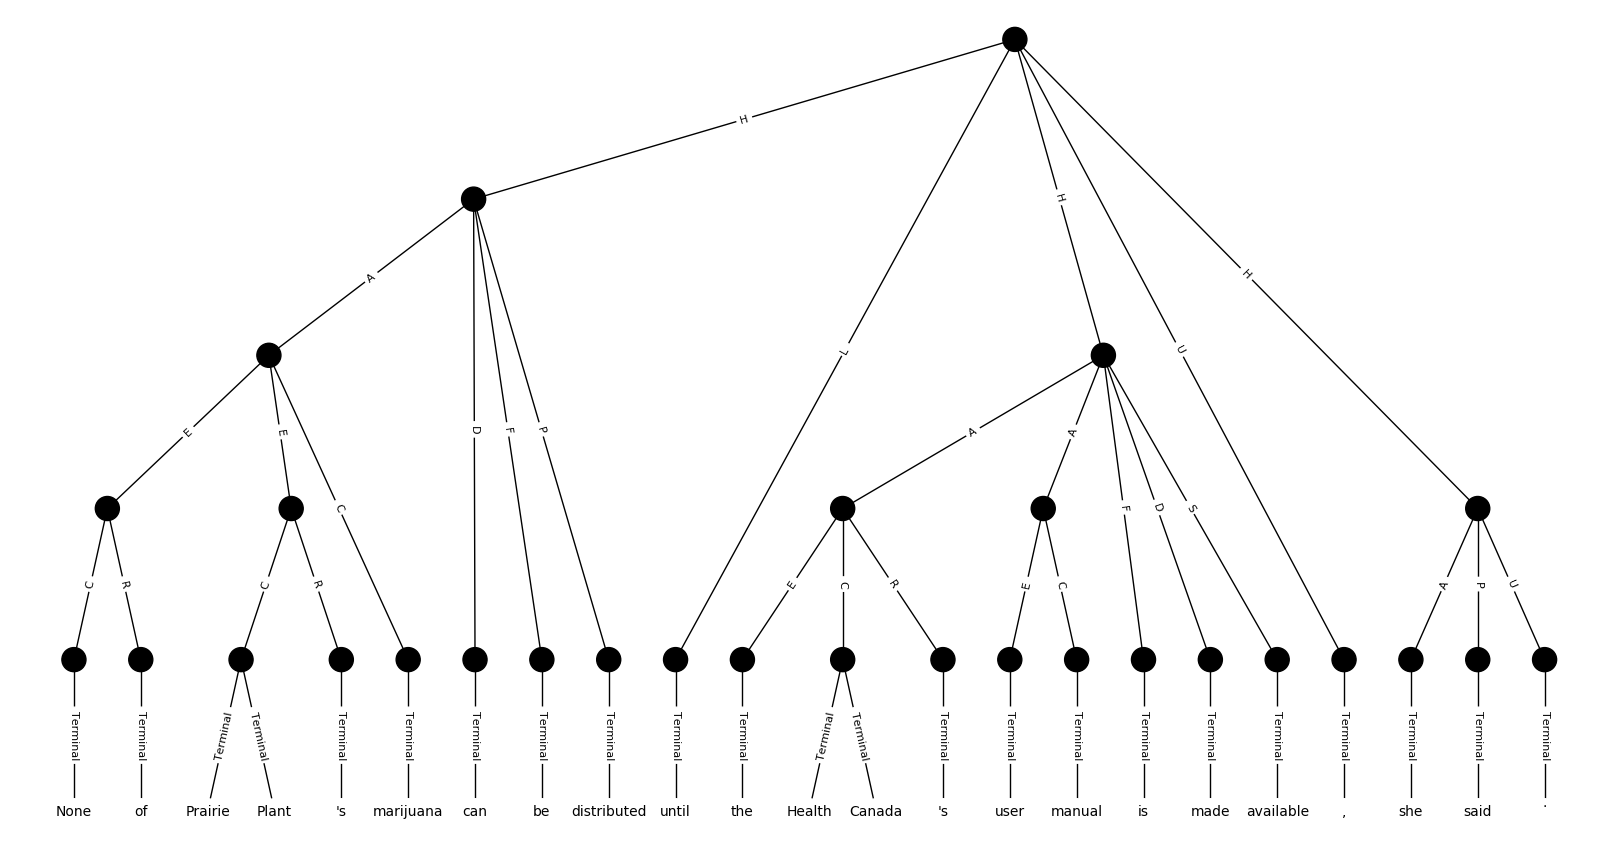 H
A
H
H
L
U
E
E
C
D
F
P
A
A
F
D
S
C
R
C
R
E
C
R
E
C
A
P
U
Terminal Terminal Terminal Terminal Terminal Terminal Terminal Terminal Terminal Terminal Terminal Terminal Terminal Terminal Terminal Terminal Terminal Terminal Terminal Terminal Terminal Terminal Terminal
None of Prairie Plant 's marijuana can be distributed until the Health Canada 's user manual is made available , she said .